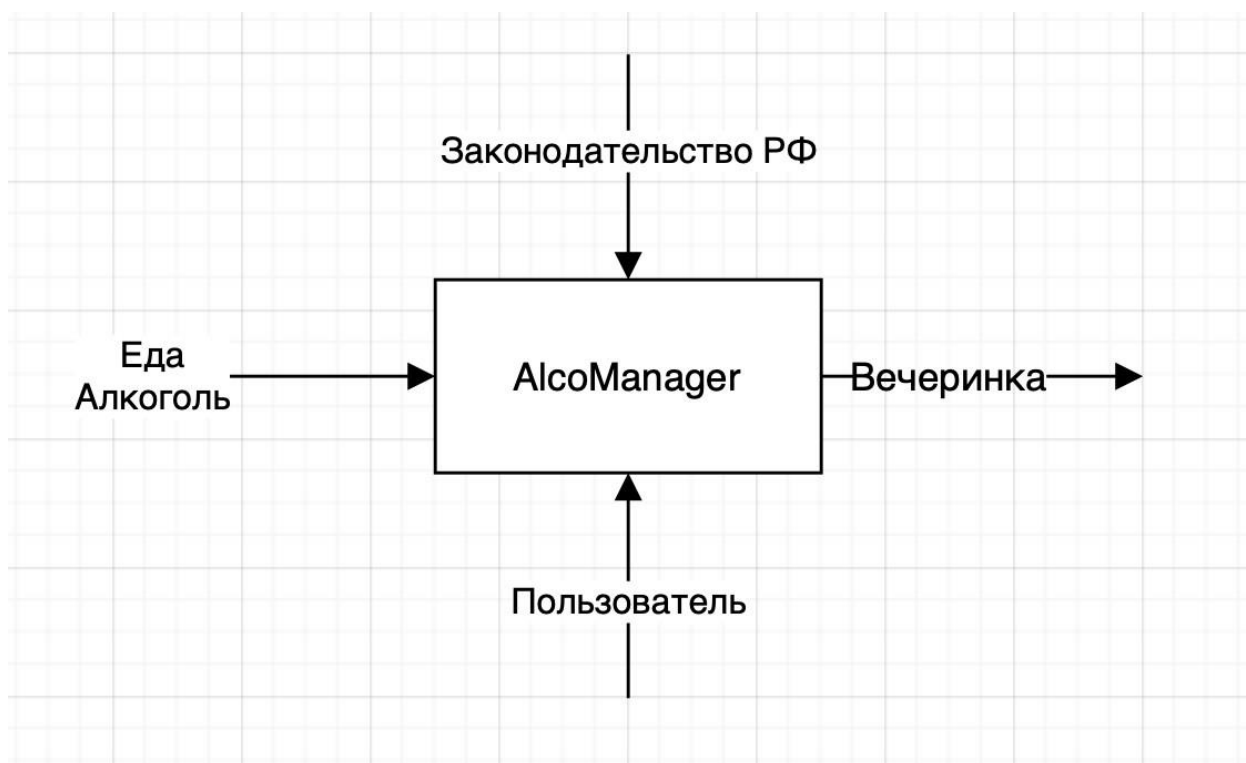 Законодательство РФ
Еда
Алкоголь
AlcoManager
Вечеринка
Пользователь